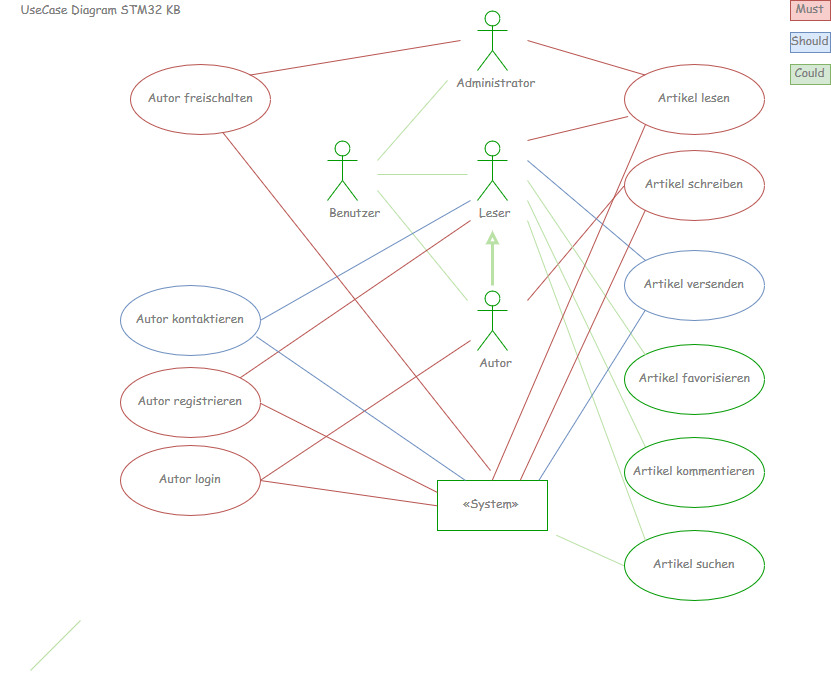 UseCase Diagram STM32 KB
Must
Should
Could
Administrator
Autor freischalten
Artikel lesen
Benutzer
Leser
Artikel schreiben
Artikel versenden
Autor kontaktieren
Autor
Artikel favorisieren
Autor registrieren
Autor login
Artikel kommentieren
«System»
Artikel suchen